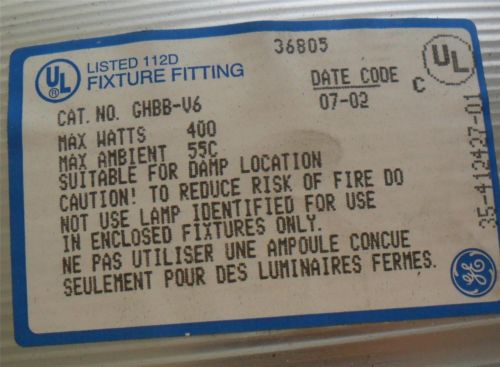 UL ® LISTED 112D
FIXTURE FITTING
36805
DATE CODE
07-02
C UL
CAT. NO. GHBB-V6
MAX WATTS 400
MAX AMBIENT 55C
SUITABLE FOR DAMP LOCATION
CAUTION! TO REDUCE RISK OF FIRE DO
NOT USE LAMP IDENTIFIED FOR USE
IN ENCLOSED FIXTURES ONLY.
NE PAS UTILISER UNE AMPOULE CONCUE
SEULEMENT POUR DES LUMINAIRES FERMES.
35-412427-01
GE